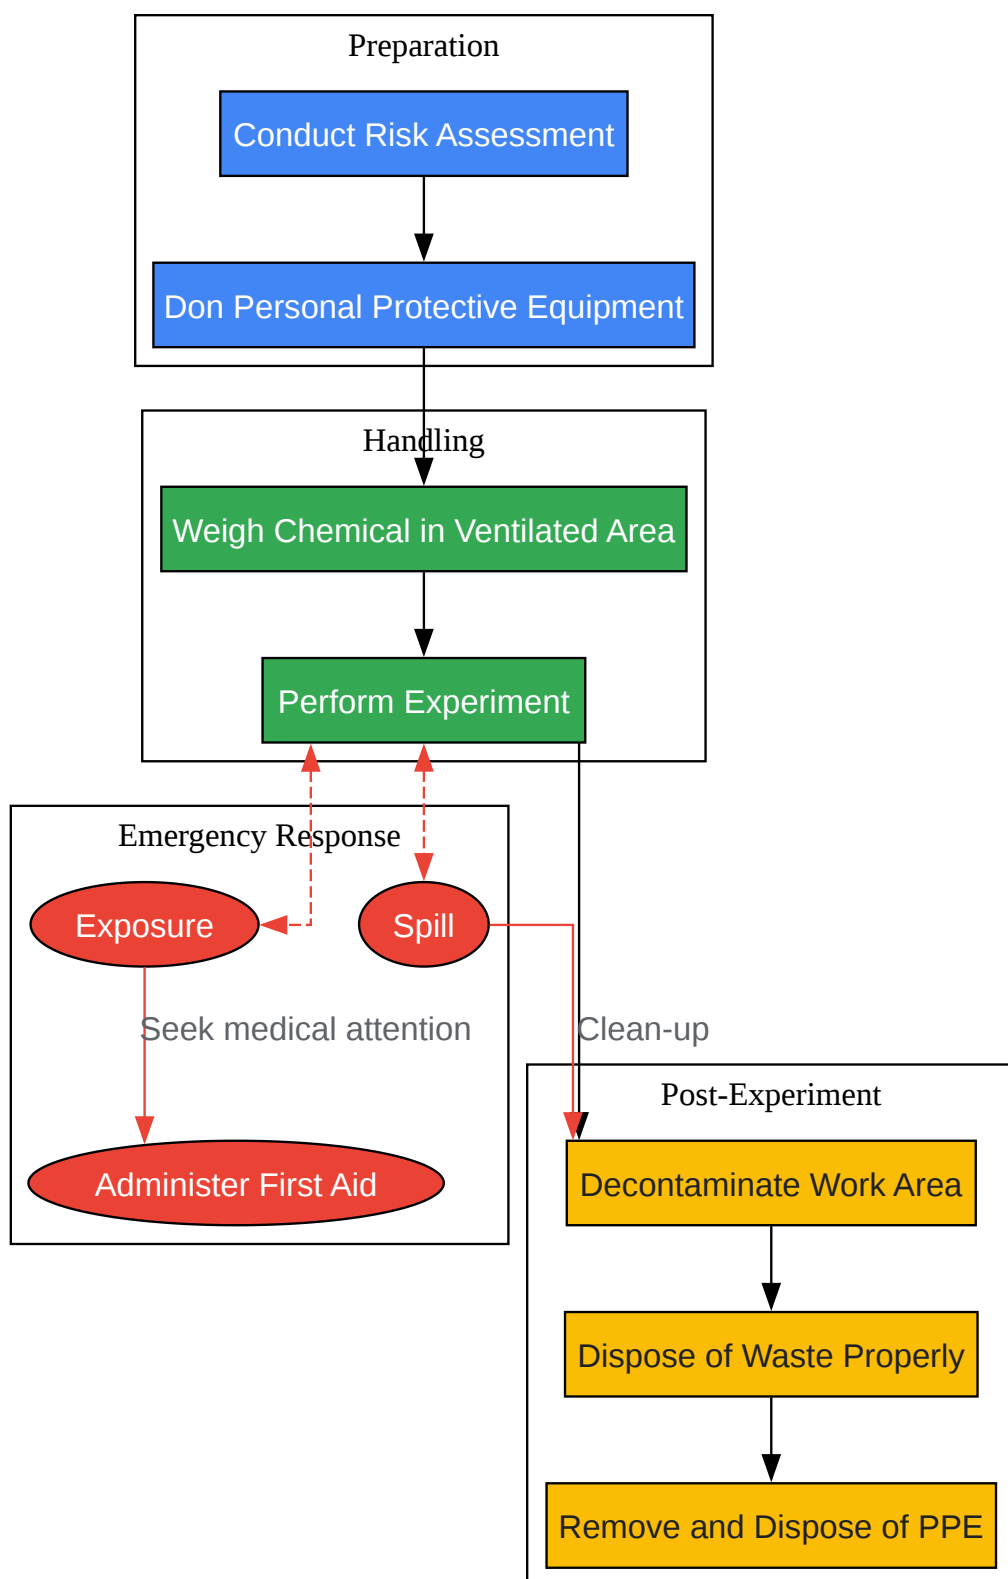 Preparation
Conduct Risk Assessment
Don Personal Protective Equipment
Handling
Weigh Chemical in Ventilated Area
Perform Experiment
Emergency Response
Exposure
Spill
Seek medical attention
Clean-up
Administer First Aid
Post-Experiment
Decontaminate Work Area
Dispose of Waste Properly
Remove and Dispose of PPE